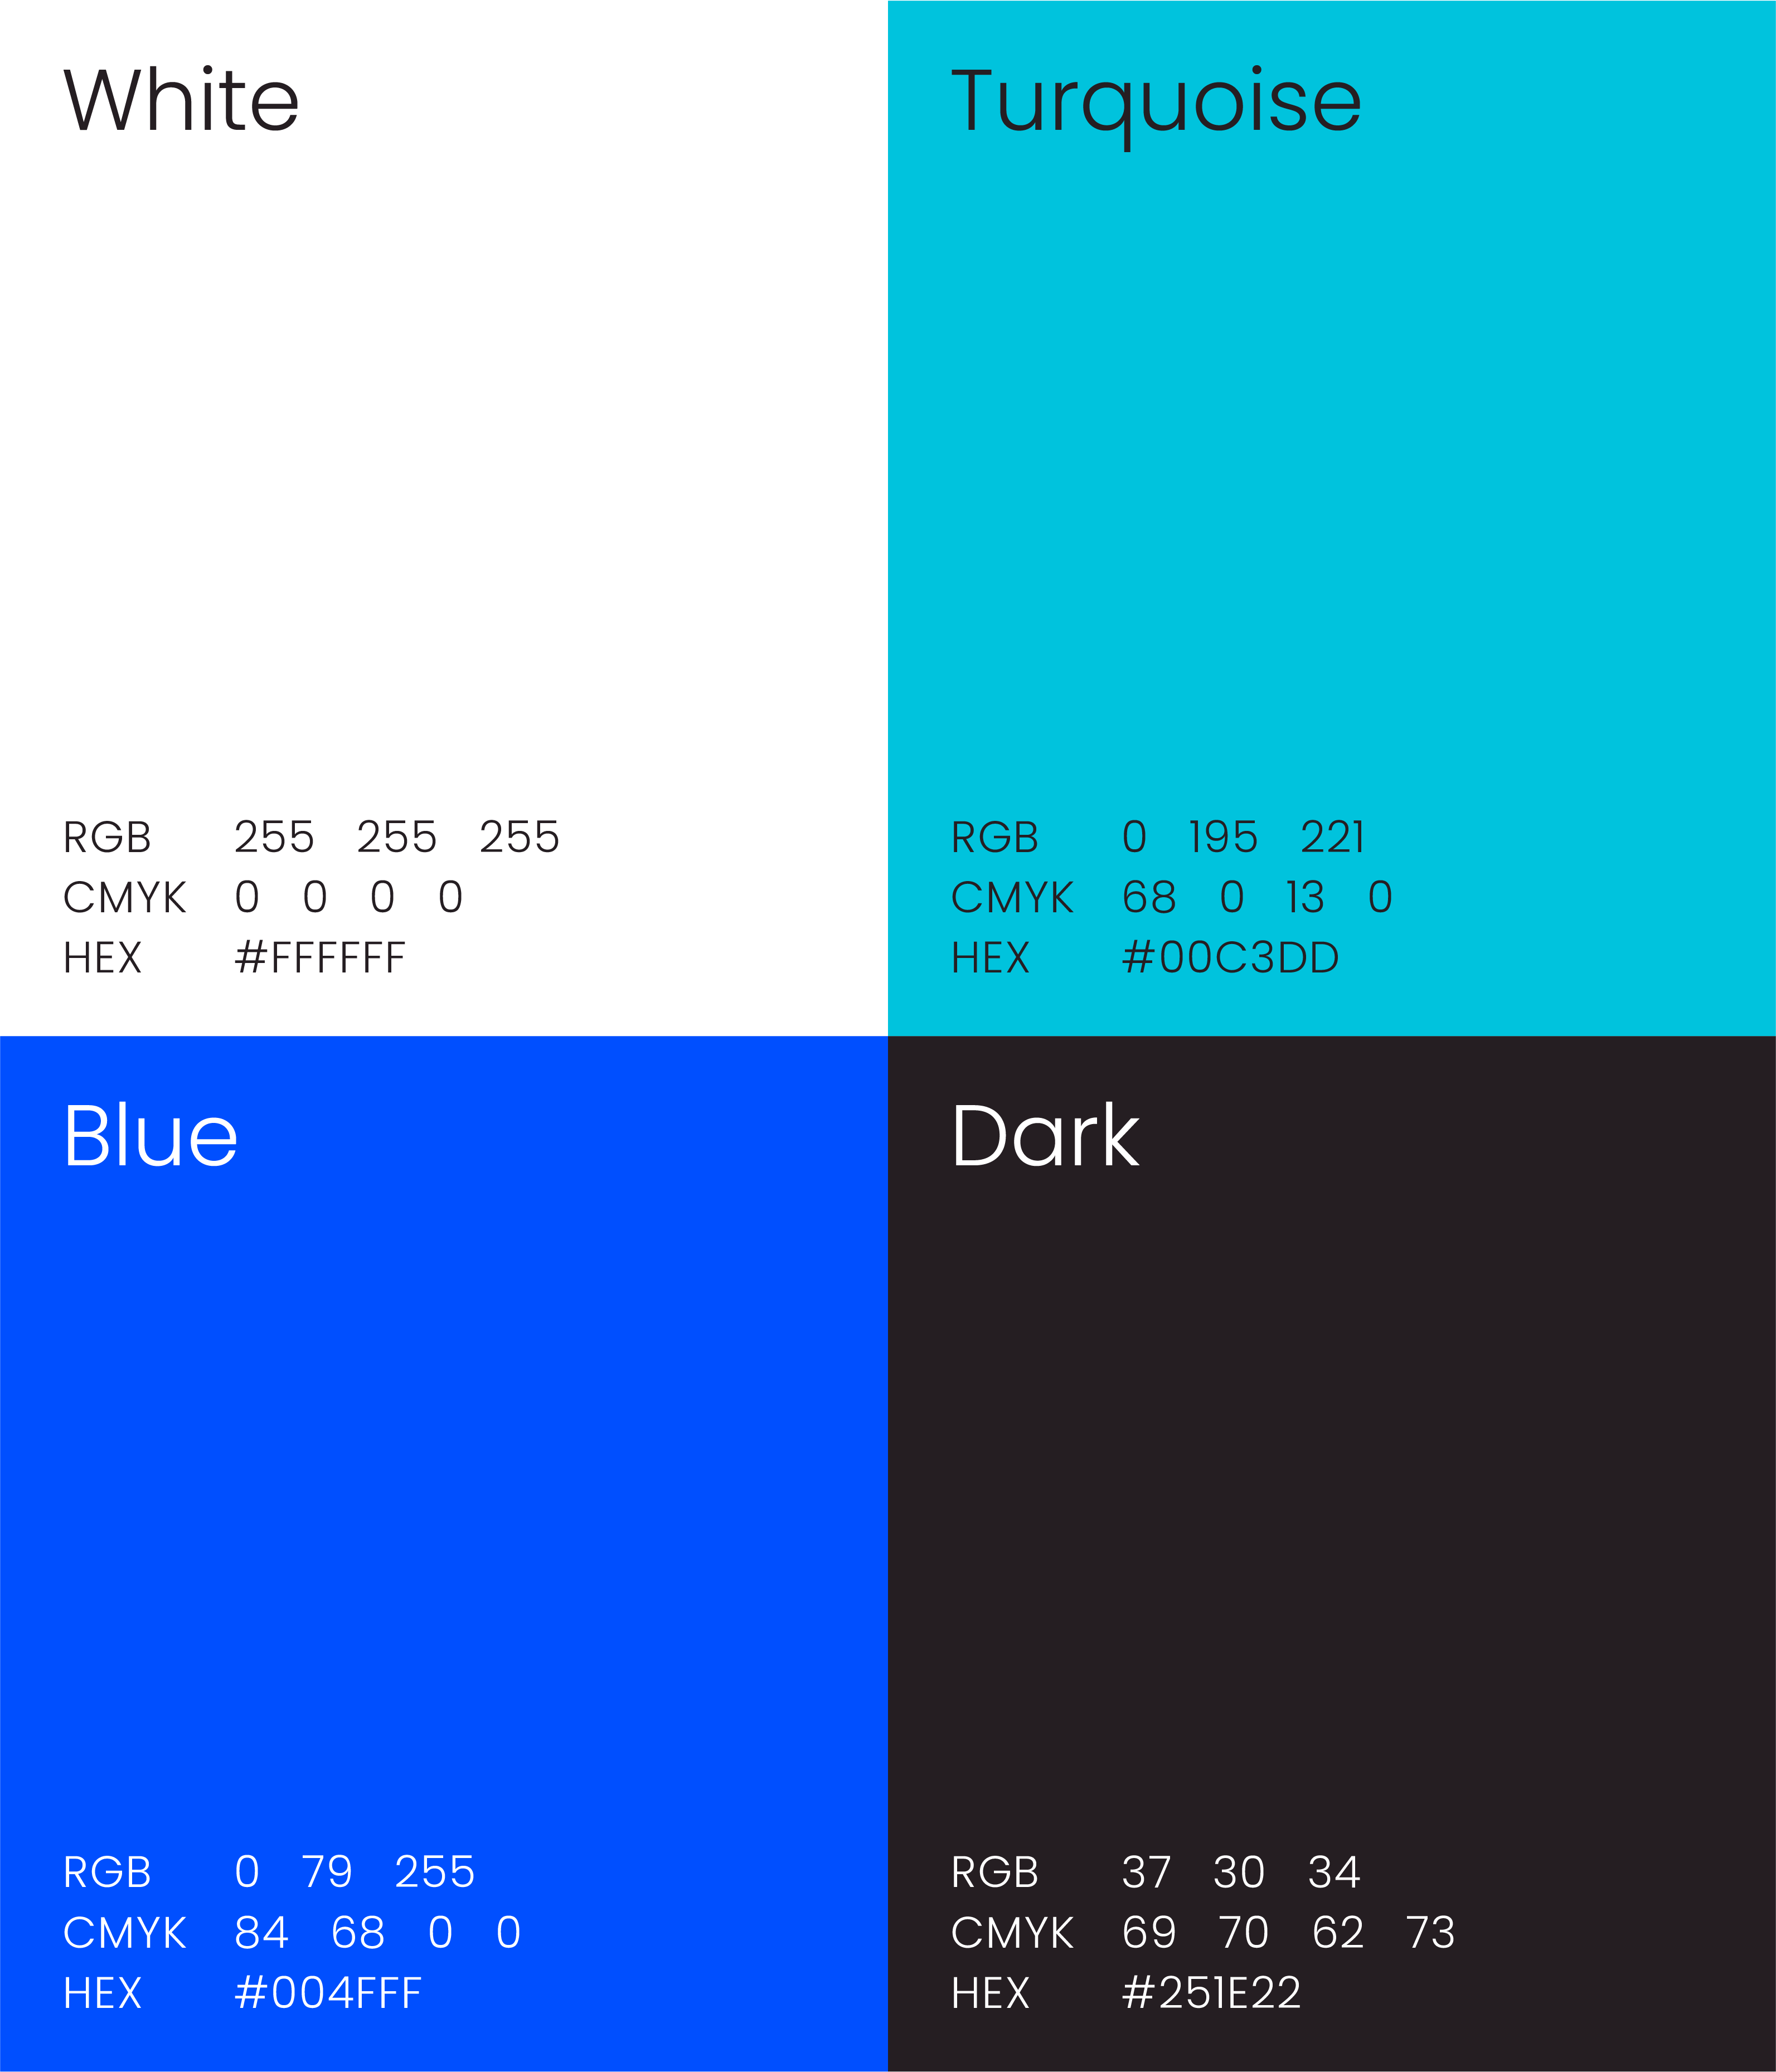 White
RGB 255 255 255
CMYK 0 0 0 0
HEX #FFFFFF
Turquoise
RGB 0 195 221
CMYK 68 0 13 0
HEX #00C3DD
Blue
RGB 0 79 255
CMYK 84 68 0 0
HEX #004FFF
Dark
RGB 37 30 34
CMYK 69 70 62 73
HEX #251E22